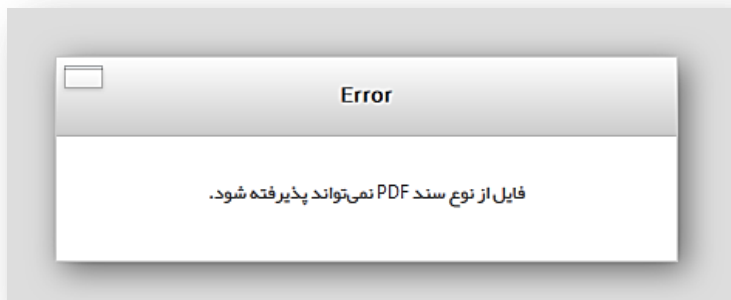 Error
فایل از نوع سند PDF نمی‌تواند پذیرفته شود.